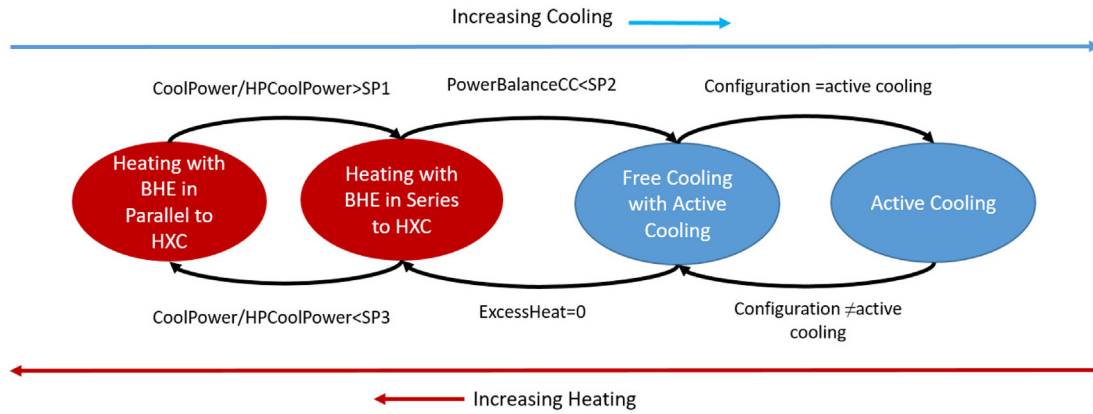 Increasing Cooling
CoolPower/HPCoolPower>SP1
PowerBalanceCC<SP2
Configuration =active cooling
Heating with
BHE in
Parallel to
HXC
Heating with
BHE in Series
to HXC
Free Cooling
with Active
Cooling
Active Cooling
CoolPower/HPCoolPower<SP3
ExcessHeat=0
Configuration ≠active
cooling
Increasing Heating